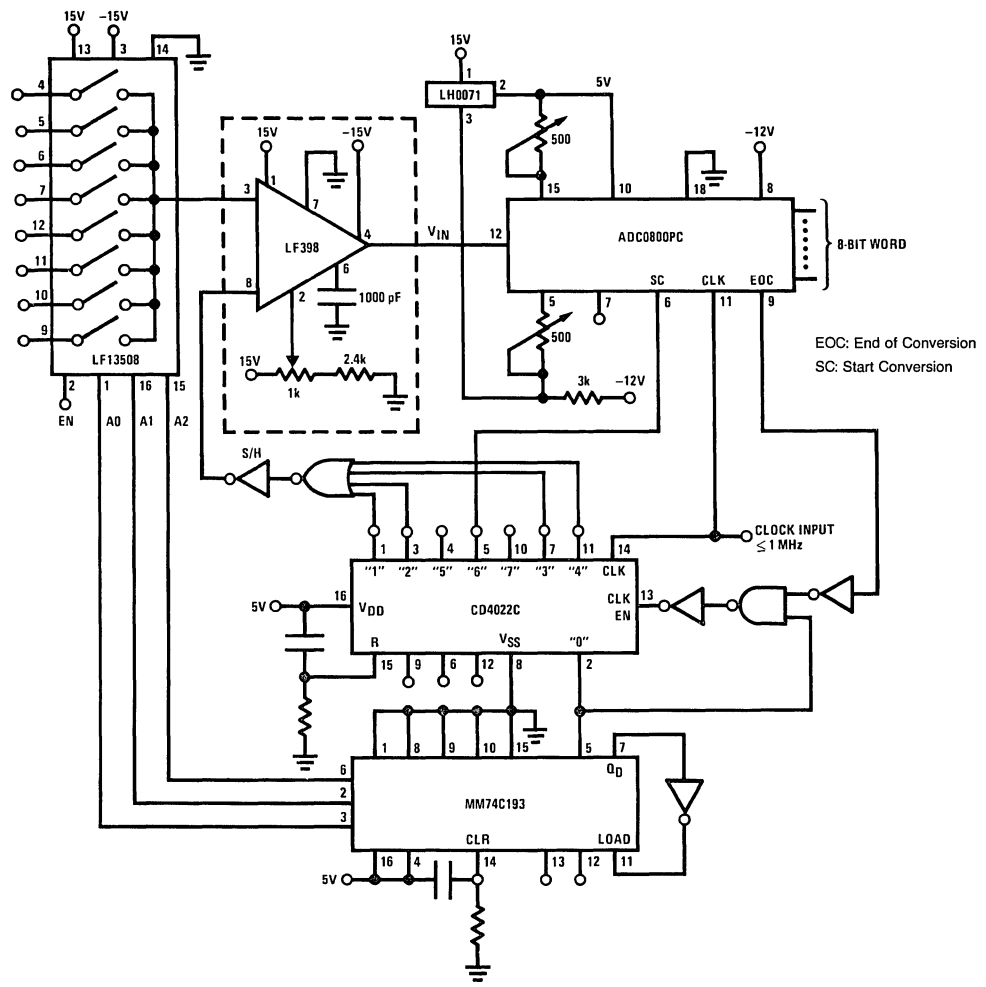 15V -15V
13 3 14
4
5
6
7
12
11
10
9
LF13508
2 1 16 15
EN A0 A1 A2
15V -15V
1 7 4
3
LF398
8
2 6
1000 pF
15V 1k 2.4k
15V
1
LH0071 2
3
5V
500
-12V
15 10 18 8
VIN 12
ADC0800PC
8-BIT WORD
SC CLK EOC
5 7 6 11 9
500
3k -12V
EOC: End of Conversion
SC: Start Conversion
S/H
CLOCK INPUT
≤ 1 MHz
1 3 4 5 10 7 11 14
"1" "2" "5" "6" "7" "3" "4" CLK
5V 16 VDD
CD4022C
CLK
EN 13
R VSS "0"
15 9 6 12 8 2
1 8 9 10 15 5 7
QD
6
2
3
MM74C193
CLR LOAD
16 4 14 13 12 11
5V